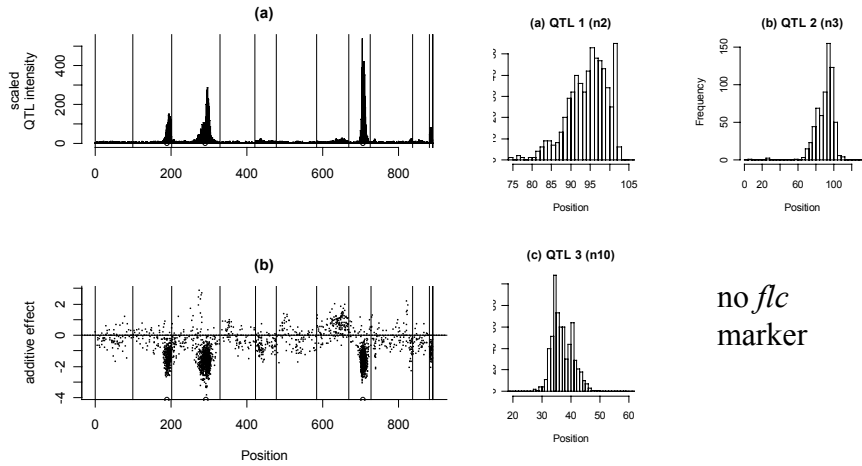 (a)
scaled
QTL intensity
0 200 400
0 200 400 600 800
(b)
additive effect
-4 -2 0 2
0 200 400 600 800
Position
(a) QTL 1 (n2)
75 80 85 90 95 105
Position
(b) QTL 2 (n3)
Frequency
0 50 100 150
0 20 60 80 100
Position
(c) QTL 3 (n10)
20 30 40 50 60
Position
no flc
marker